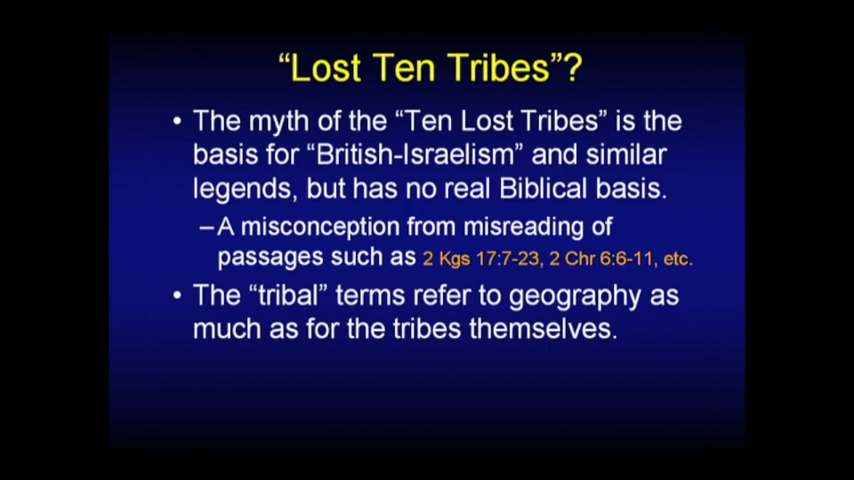 “Lost Ten Tribes”?
• The myth of the “Ten Lost Tribes” is the
basis for “British-Israelism” and similar
legends, but has no real Biblical basis.
–A misconception from misreading of
passages such as 2 Kgs 17:7-23, 2 Chr 6:6-11, etc.
• The “tribal” terms refer to geography as
much as for the tribes themselves.